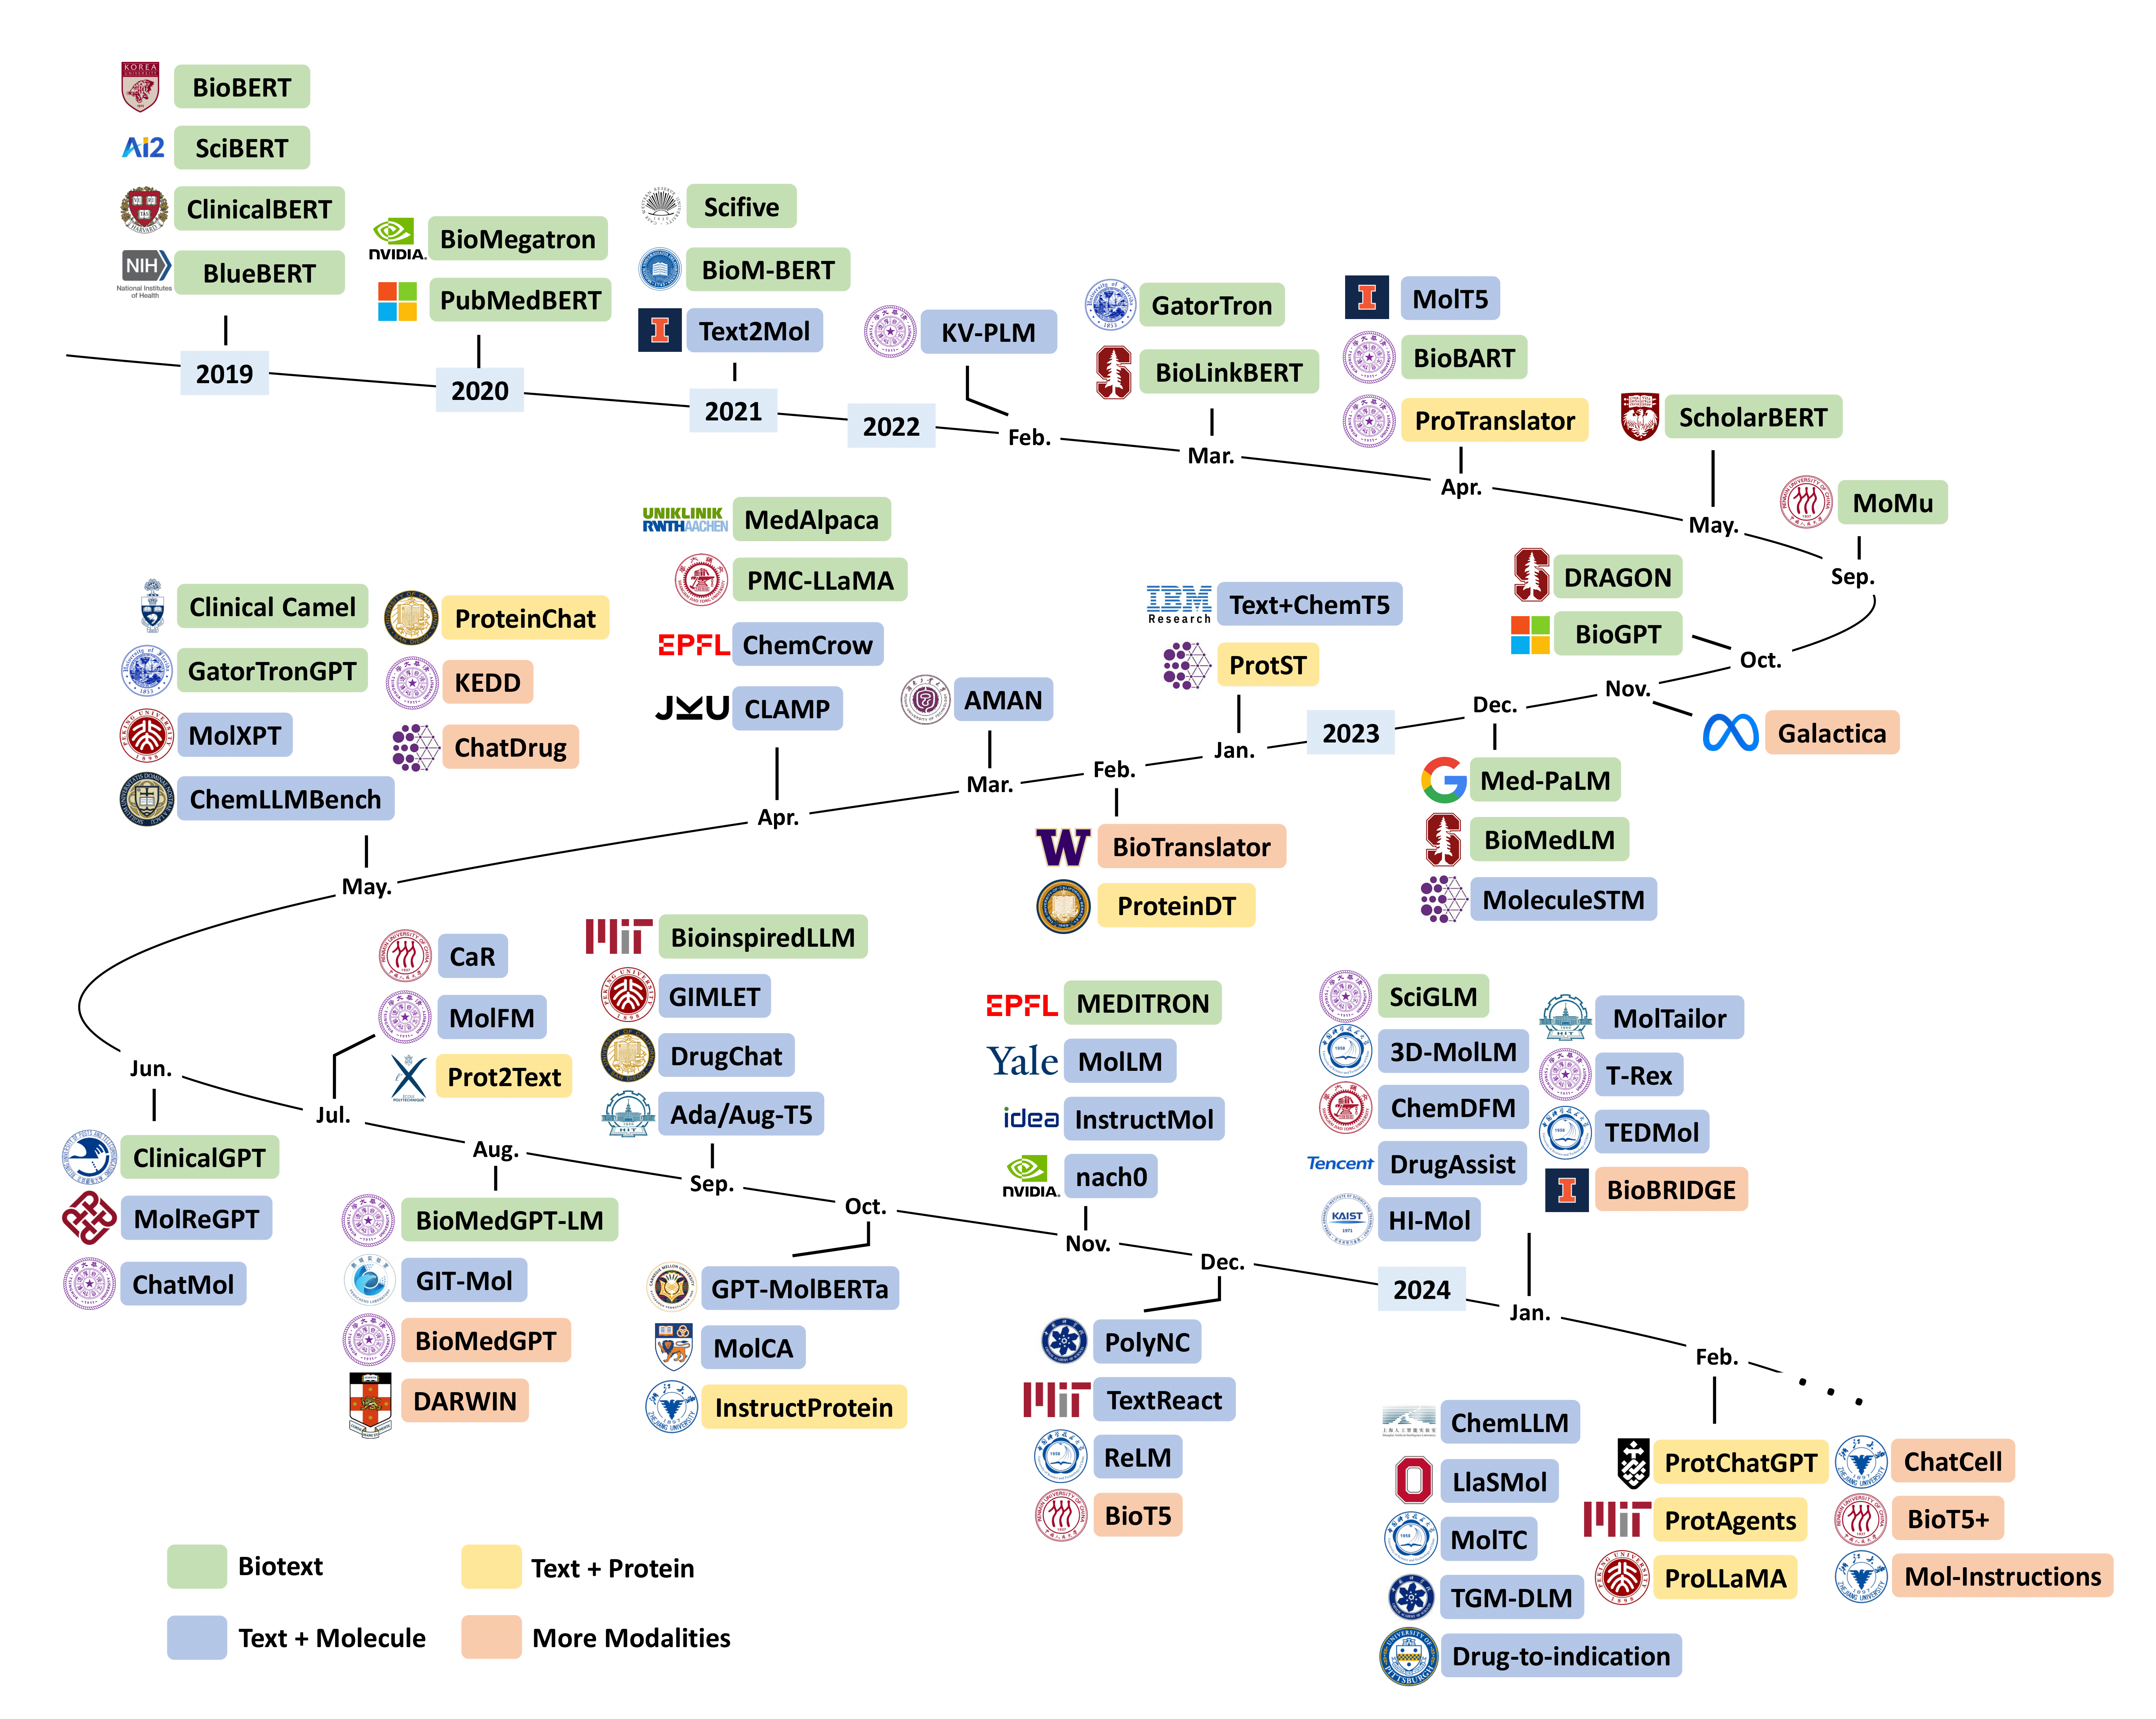 KOREA
UNIVERSITY
BioBERT
Ai2
SciBERT
HARVARD
ClinicalBERT
NIH
National Institutes
of Health
BlueBERT
2019
NVIDIA.
BioMegatron
PubMedBERT
2020
Scifive
BioM-BERT
I
Text2Mol
2021
2022
KV-PLM
Feb.
GatorTron
BioLinkBERT
Mar.
I
MolT5
BioBART
ProTranslator
Apr.
ScholarBERT
May.
MoMu
Sep.
DRAGON
BioGPT
Oct.
Nov.
Galactica
Dec.
Med-PaLM
BioMedLM
MoleculeSTM
2023
IBM
Research
Text+ChemT5
ProtST
Jan.
Feb.
W
BioTranslator
ProteinDT
AMAN
Mar.
UNIKLINIK
RWTHAACHEN
MedAlpaca
PMC-LLaMA
EPFL
ChemCrow
JKU
CLAMP
Apr.
Clinical Camel
GatorTronGPT
MolXPT
ChemLLMBench
ProteinChat
KEDD
ChatDrug
May.
Jun.
ClinicalGPT
MolReGPT
ChatMol
CaR
MolFM
Prot2Text
Jul.
Aug.
BioMedGPT-LM
GIT-Mol
BioMedGPT
DARWIN
MIT
BioinspiredLLM
GIMLET
DrugChat
HIT
Ada/Aug-T5
Sep.
Oct.
GPT-MolBERTa
MolCA
InstructProtein
EPFL
MEDITRON
Yale
MolLM
idea
InstructMol
NVIDIA.
nach0
Nov.
Dec.
PolyNC
MIT
TextReact
ReLM
BioT5
2024
SciGLM
3D-MolLM
ChemDFM
Tencent
DrugAssist
KAIST
HI-Mol
HIT
MolTailor
T-Rex
TEDMol
I
BioBRIDGE
Jan.
Feb.
ChemLLM
O
LlaSMol
MolTC
TGM-DLM
Drug-to-indication
ProtChatGPT
MIT
ProtAgents
ProLLaMA
ChatCell
BioT5+
Mol-Instructions
Biotext
Text + Protein
Text + Molecule
More Modalities